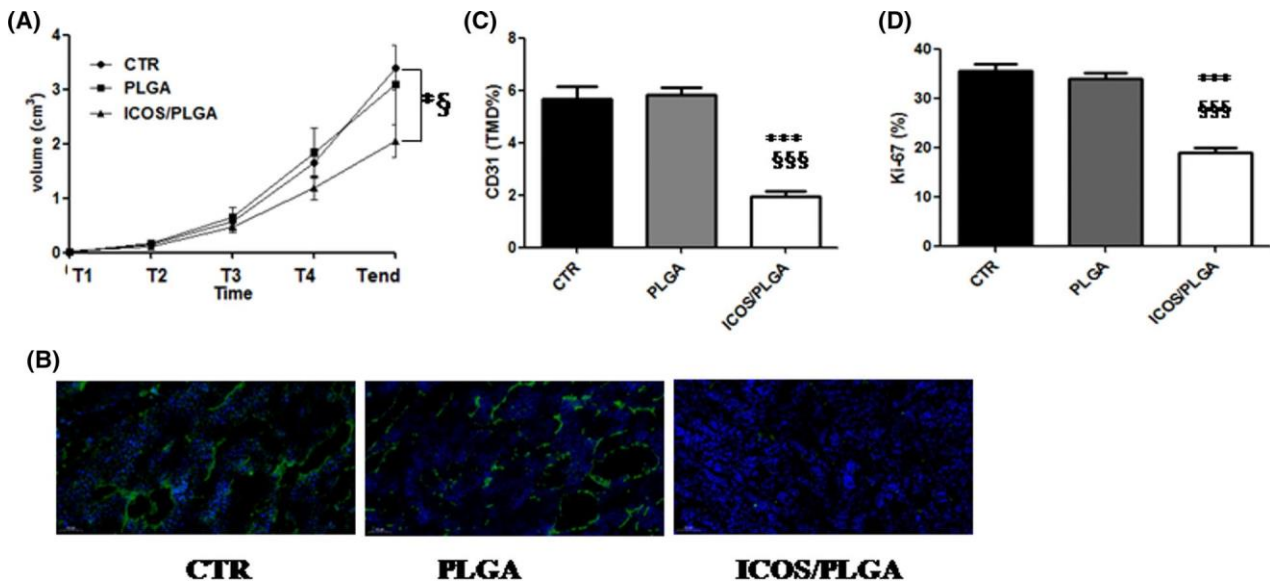 (A)
4
3
2
1
0
volume (cm³)
CTR
PLGA
ICOS/PLGA
*§
T1 T2 T3 T4 Tend
Time
(C)
8
6
4
2
0
CD31 (TMD%)
***
§§§
CTR PLGA ICOS/PLGA
(D)
40
30
20
10
0
Ki-67 (%)
***
§§§
CTR PLGA ICOS/PLGA
(B)
CTR PLGA ICOS/PLGA